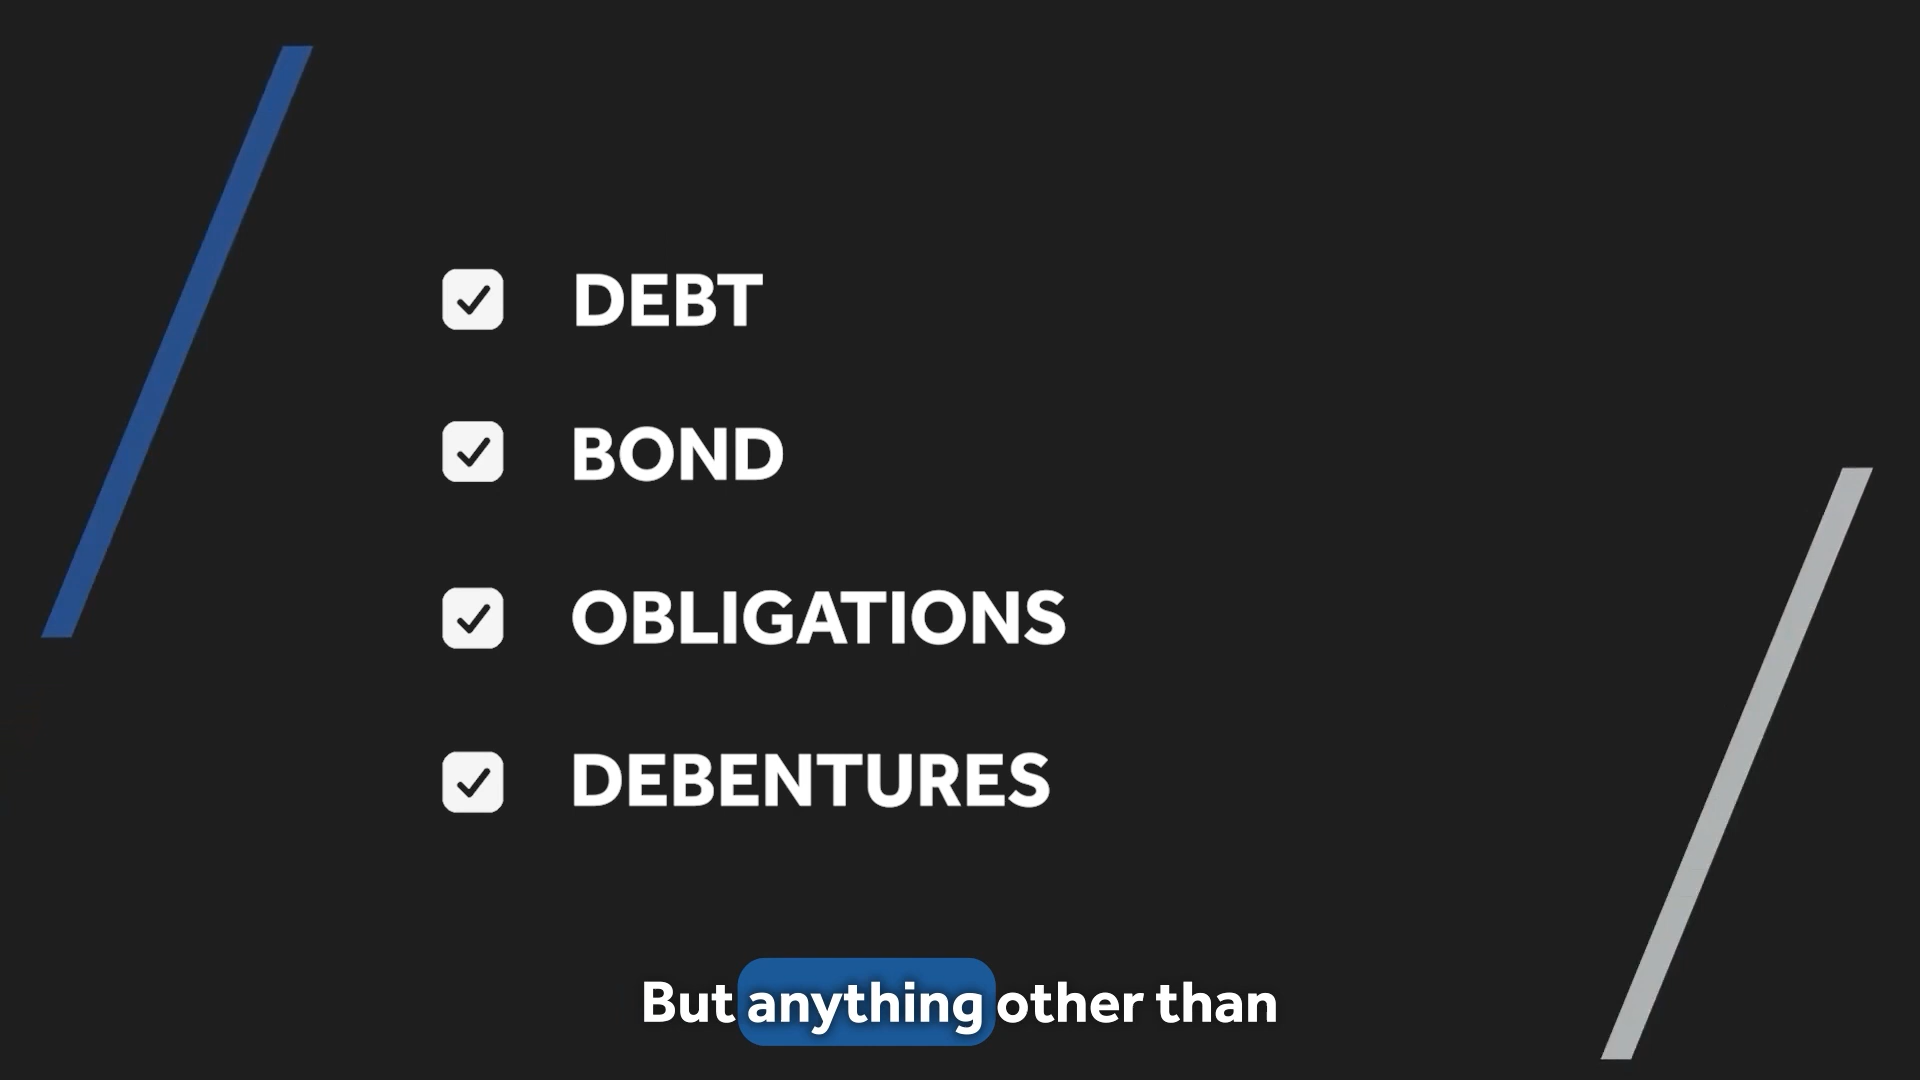 DEBT
BOND
OBLIGATIONS
DEBENTURES
But anything other than